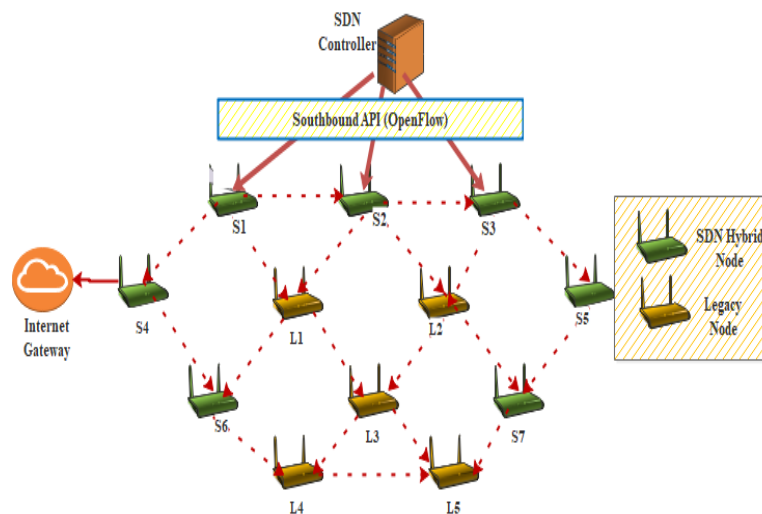 SDN
Controller
Southbound API (OpenFlow)
S1
S2
S3
SDN Hybrid
Node
Legacy
Node
S4
L1
L2
S5
Internet
Gateway
S6
L3
S7
L4
L5